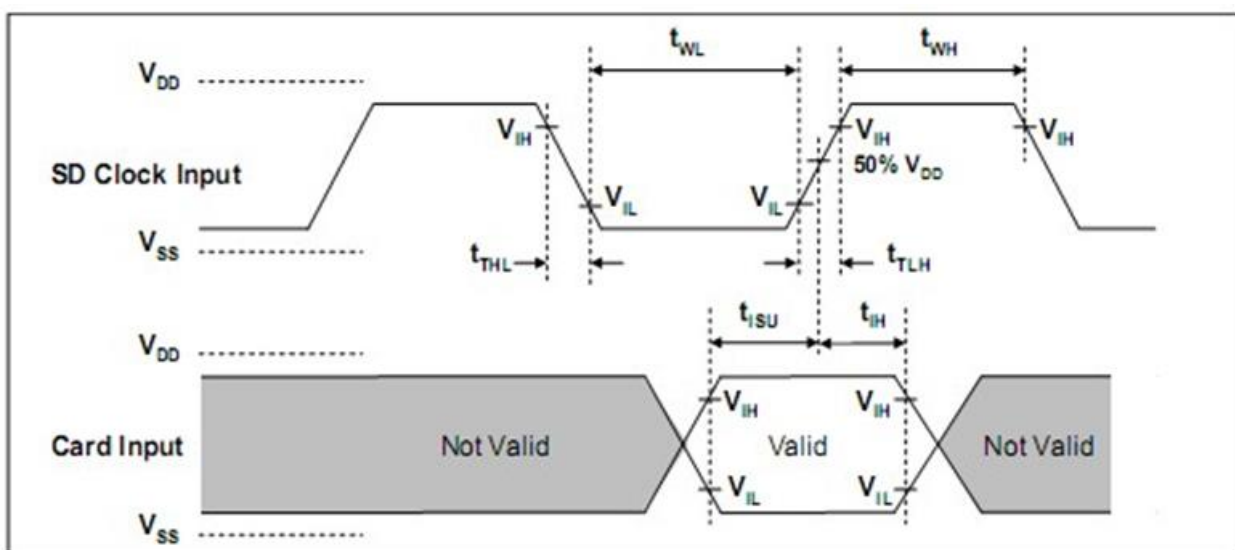 tWL
tWH
VDD
VIH
VIH
VIH
50% VDD
SD Clock Input
VIL
VIL
VSS
tTHL
tTLH
tISU
tIH
VDD
VIH
VIH
Card Input
Not Valid
Valid
Not Valid
VIL
VIL
VSS